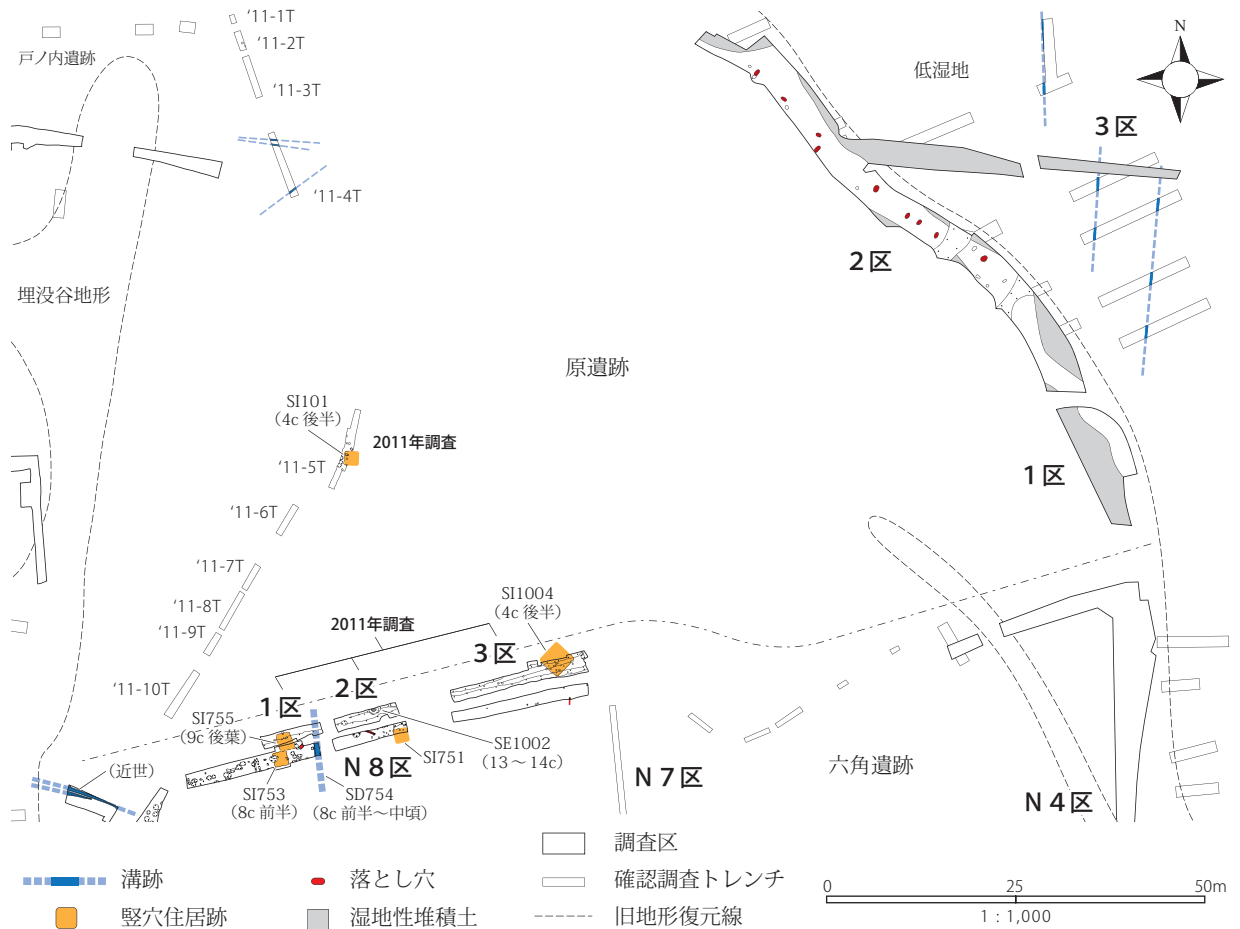 ‘11-1T
‘11-2T
戸ノ内遺跡
‘11-3T
低湿地
N
3区
‘11-4T
2区
埋没谷地形
原遺跡
SI101
(4c 後半)
2011年調査
‘11-5T
1区
‘11-6T
‘11-7T
‘11-8T
‘11-9T
‘11-10T
SI1004
(4c 後半)
2011年調査
3区
2区
1区
SI755
(9c 後葉)
SE1002
(13～14c)
SI751
N8区
(近世)
SI753
(8c 前半)
SD754
(8c 前半～中頃)
N7区
六角遺跡
N4区
溝跡
竪穴住居跡
落とし穴
湿地性堆積土
調査区
確認調査トレンチ
旧地形復元線
0 25 50m
1 : 1,000